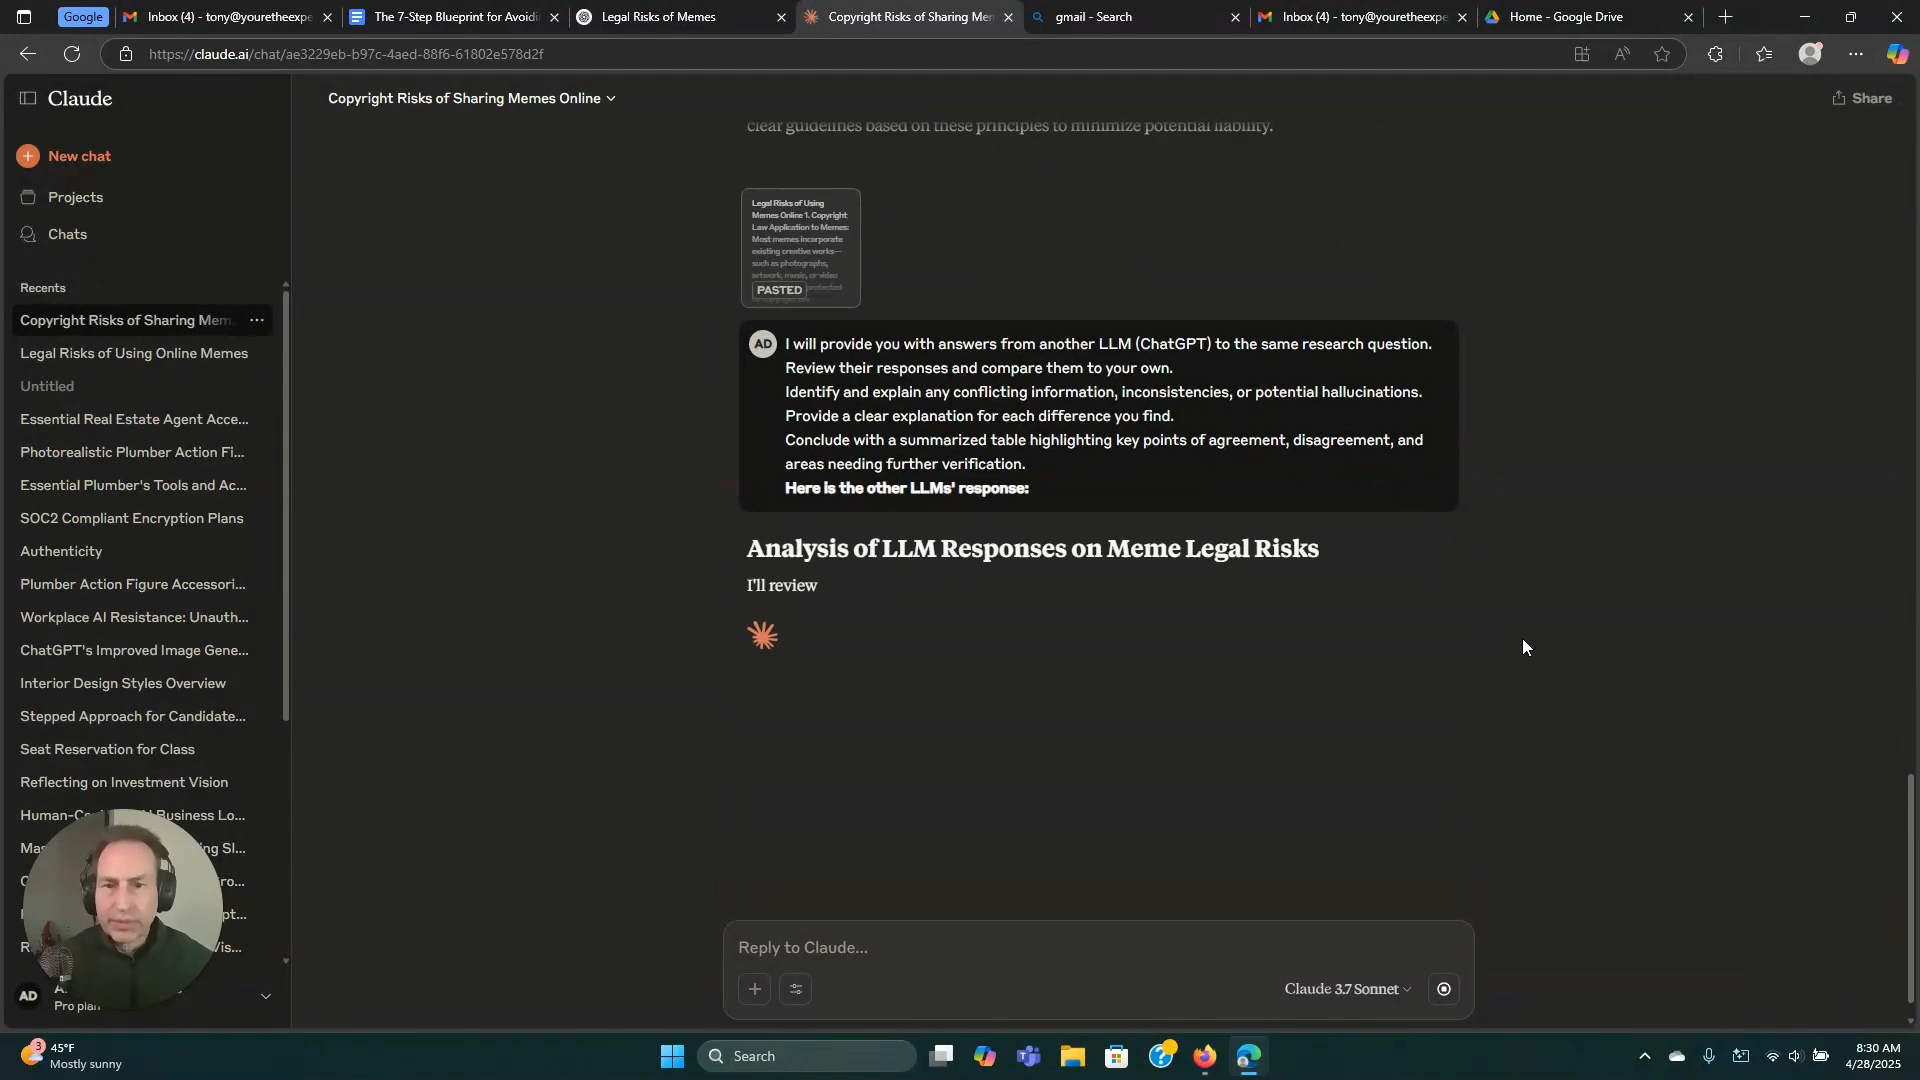 Google
Inbox (4) - tony@youretheexpe
The 7-Step Blueprint for Avoidin
Legal Risks of Memes
Copyright Risks of Sharing Mem
gmail - Search
Inbox (4) - tony@youretheexpe
Home - Google Drive
https://claude.ai/chat/ae3229eb-b97c-4aed-88f6-61802e578d2f
Claude
Copyright Risks of Sharing Memes Online
Share
clear guidelines based on these principles to minimize potential liability.
New chat
Projects
Chats
Recents
Copyright Risks of Sharing Mem
Legal Risks of Using Online Memes
Untitled
Essential Real Estate Agent Acce...
Photorealistic Plumber Action Fi...
Essential Plumber's Tools and Ac...
SOC2 Compliant Encryption Plans
Authenticity
Plumber Action Figure Accessori...
Workplace AI Resistance: Unauth...
ChatGPT's Improved Image Gene...
Interior Design Styles Overview
Stepped Approach for Candidate...
Seat Reservation for Class
Reflecting on Investment Vision
AD
Pro plan
Legal Risks of Using
Memes Online 1. Copyright
Law Application to Memes:
Most memes incorporate
existing creative works—
such as photographs,
artwork, music, or video
PASTED
AD
I will provide you with answers from another LLM (ChatGPT) to the same research question.
Review their responses and compare them to your own.
Identify and explain any conflicting information, inconsistencies, or potential hallucinations.
Provide a clear explanation for each difference you find.
Conclude with a summarized table highlighting key points of agreement, disagreement, and
areas needing further verification.
Here is the other LLMs' response:
Analysis of LLM Responses on Meme Legal Risks
I'll review
Reply to Claude...
Claude 3.7 Sonnet
3
45°F
Mostly sunny
Search
8:30 AM
4/28/2025